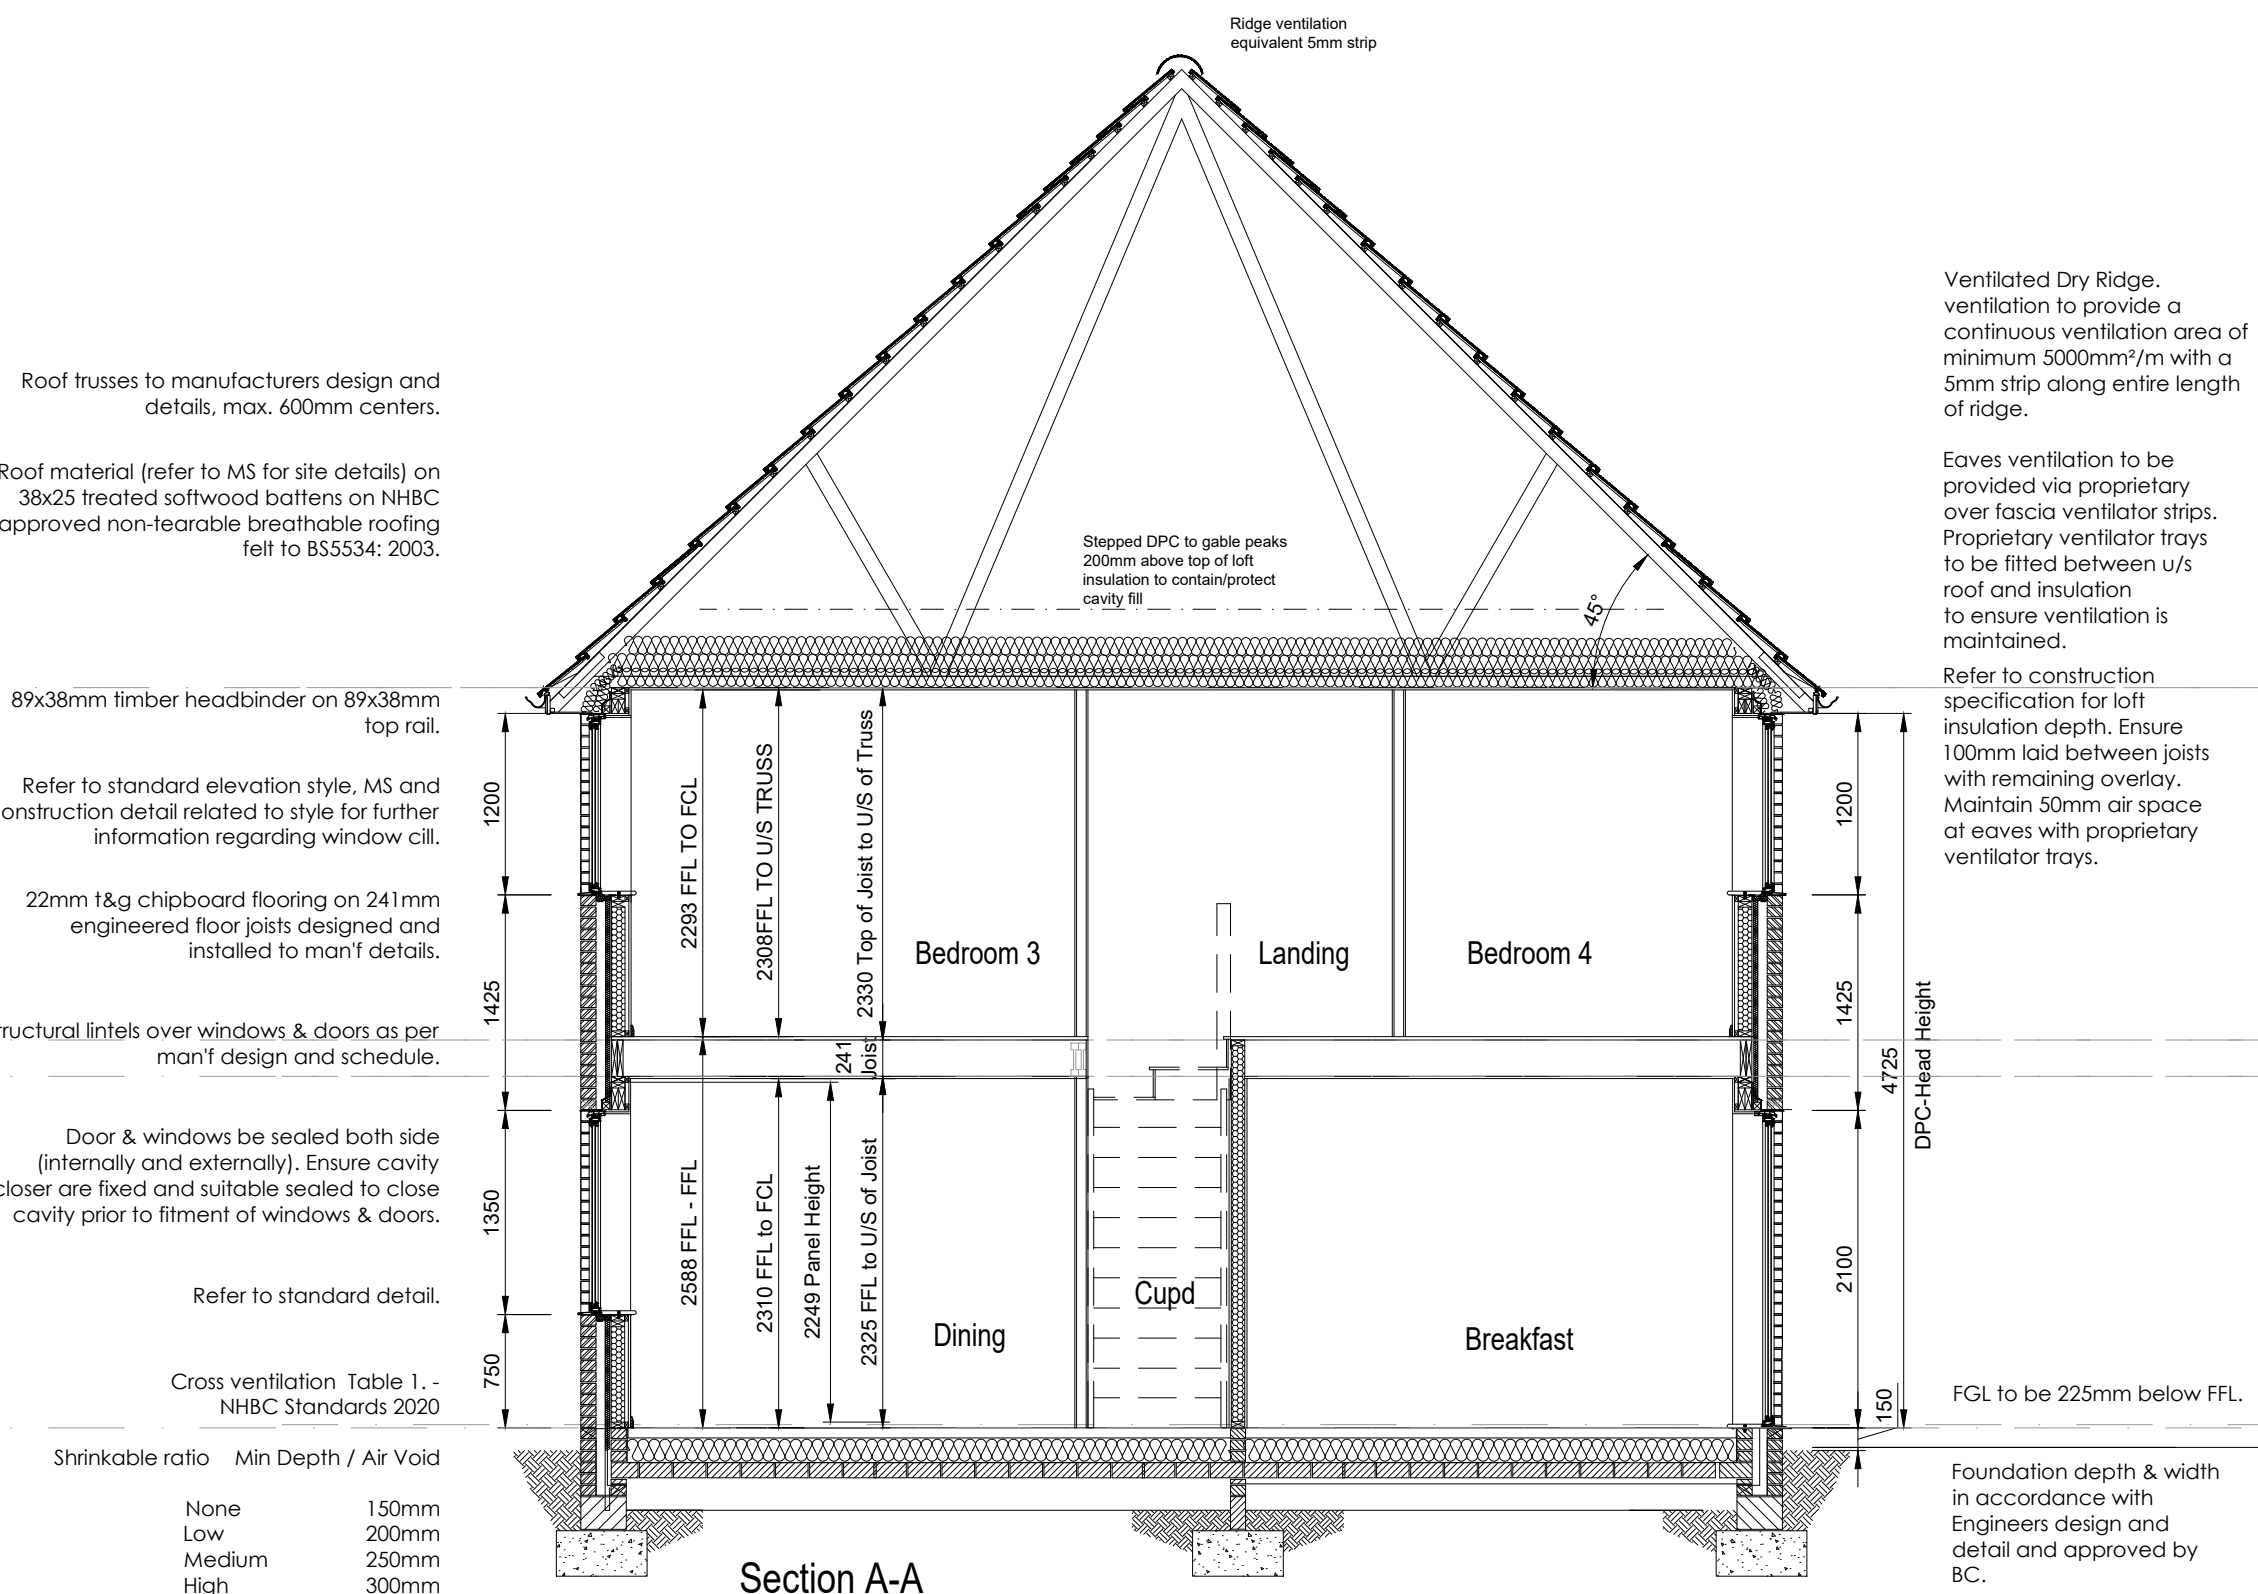 Ridge ventilation
equivalent 5mm strip
Roof trusses to manufacturers design and
details, max. 600mm centers.
Roof material (refer to MS for site details) on
38x25 treated softwood battens on NHBC
approved non-tearable breathable roofing
felt to BS5534: 2003.
89x38mm timber headbinder on 89x38mm
top rail.
Refer to standard elevation style, MS and
onstruction detail related to style for further
information regarding window cill.
22mm t&g chipboard flooring on 241mm
engineered floor joists designed and
installed to man'f details.
ructural lintels over windows & doors as per
man'f design and schedule.
Door & windows be sealed both side
(internally and externally). Ensure cavity
closer are fixed and suitable sealed to close
cavity prior to fitment of windows & doors.
Refer to standard detail.
Cross ventilation Table 1. -
NHBC Standards 2020
Shrinkable ratio Min Depth / Air Void
None 150mm
Low 200mm
Medium 250mm
High 300mm
1200
1425
1350
750
Stepped DPC to gable peaks
200mm above top of loft
insulation to contain/protect
cavity fill
45°
2293 FFL TO FCL
2308FFL TO U/S TRUSS
2330 Top of Joist to U/S of Truss
Bedroom 3
Landing
Bedroom 4
241
Joist
2588 FFL - FFL
2310 FFL to FCL
2249 Panel Height
2325 FFL to U/S of Joist
Dining
Cupd
Breakfast
1200
1425
2100
150
4725
DPC-Head Height
Ventilated Dry Ridge.
ventilation to provide a
continuous ventilation area of
minimum 5000mm²/m with a
5mm strip along entire length
of ridge.
Eaves ventilation to be
provided via proprietary
over fascia ventilator strips.
Proprietary ventilator trays
to be fitted between u/s
roof and insulation
to ensure ventilation is
maintained.
Refer to construction
specification for loft
insulation depth. Ensure
100mm laid between joists
with remaining overlay.
Maintain 50mm air space
at eaves with proprietary
ventilator trays.
FGL to be 225mm below FFL.
Foundation depth & width
in accordance with
Engineers design and
detail and approved by
BC.
Section A-A